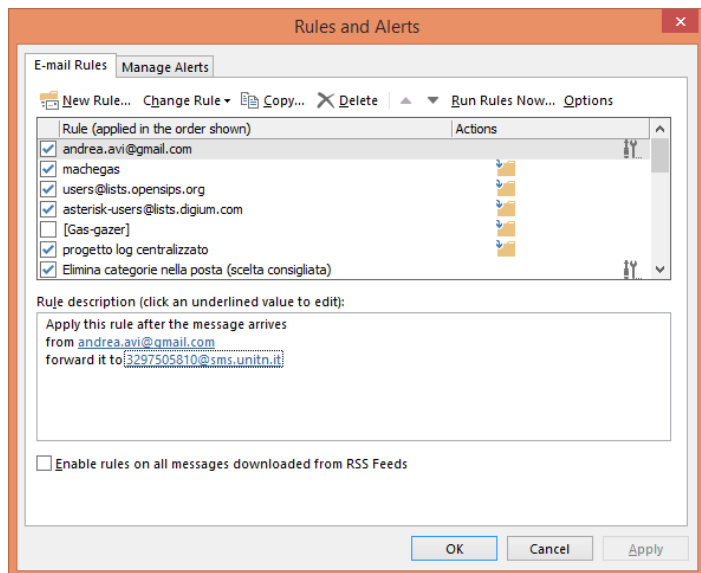 Rules and Alerts
E-mail Rules Manage Alerts
New Rule... Change Rule Copy... Delete Run Rules Now... Options
Rule (applied in the order shown) Actions
andrea.avi@gmail.com
machegas
users@lists.opensips.org
asterisk-users@lists.digium.com
[Gas-gazer]
progetto log centralizzato
Elimina categorie nella posta (scelta consigliata)
Rule description (click an underlined value to edit):
Apply this rule after the message arrives
from andrea.avi@gmail.com
forward it to 3297505810@sms.unitn.it
Enable rules on all messages downloaded from RSS Feeds
OK Cancel Apply